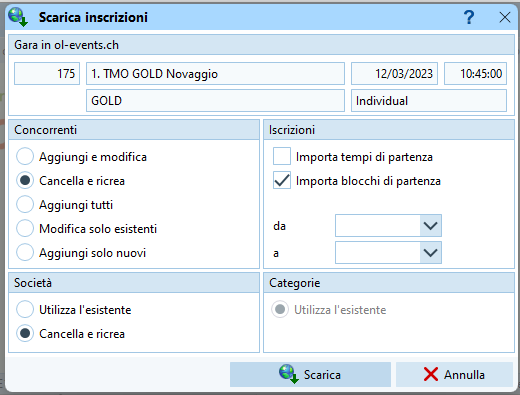 Scarica inscrizioni
?
Gara in ol-events.ch
175 1. TMO GOLD Novaggio 12/03/2023 10:45:00
GOLD Individual
Concorrenti
Aggiungi e modifica
Cancella e ricrea
Aggiungi tutti
Modifica solo esistenti
Aggiungi solo nuovi
Iscrizioni
Importa tempi di partenza
Importa blocchi di partenza
da
a
Società
Utilizza l'esistente
Cancella e ricrea
Categorie
Utilizza l'esistente
Scarica
Annulla